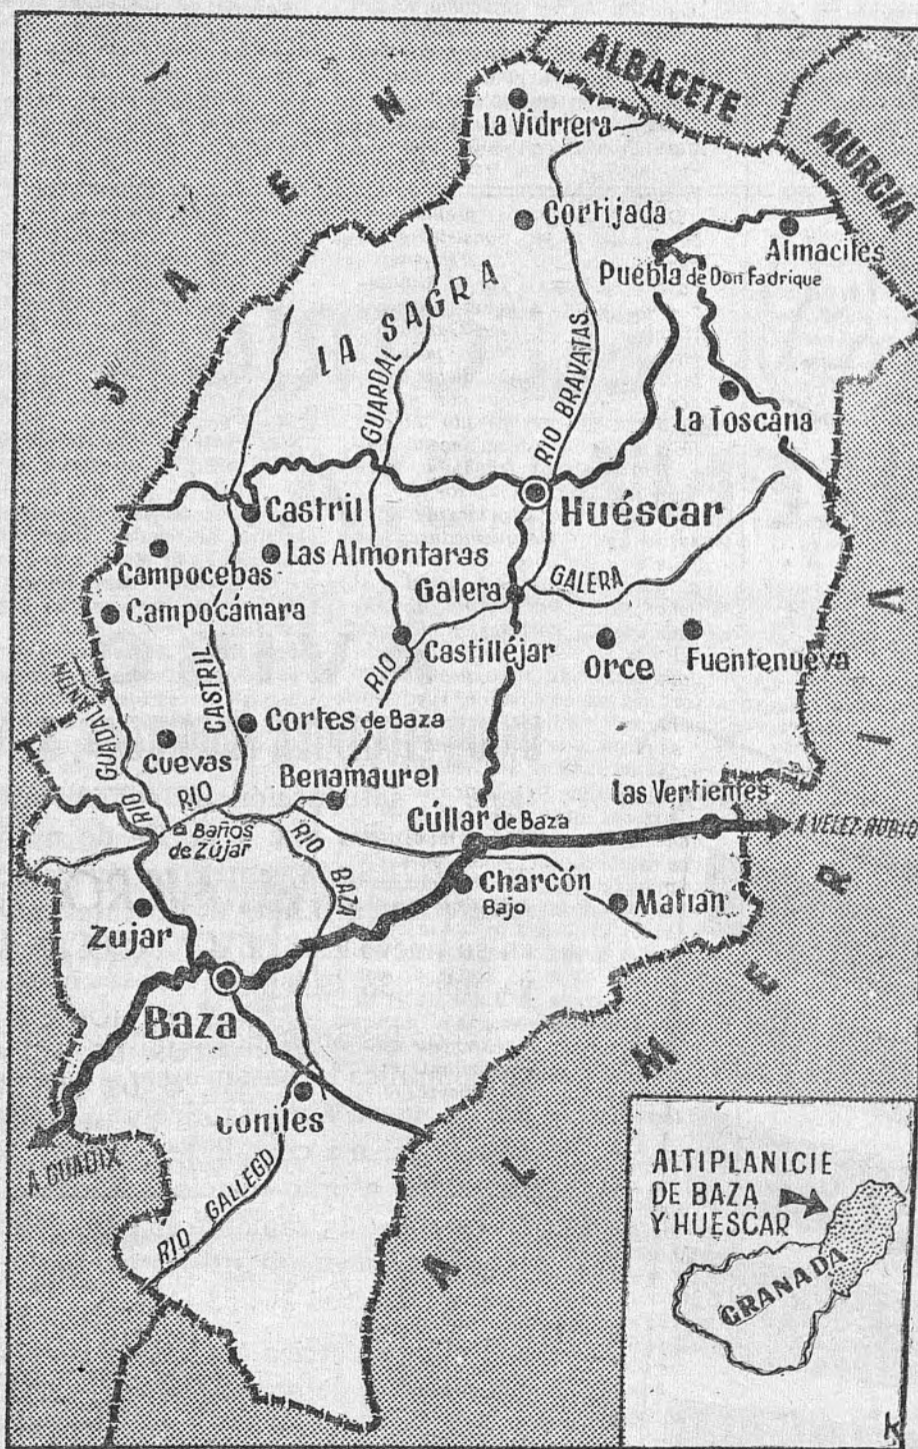 ALBACETE
MURCIA
JAEN
ALMERIA
La Vidriera
Cortijada
Almaciles
Puebla de Don Fadrique
LA SAGRA
GUARDAL
RIO BRAVATAS
La Toscana
Castril
Huéscar
Campocebas
Las Almontaras
Campocámara
Galera
GALERA
Castilléjar
Orce
Fuentenueva
RIO
GUADALANTIN
CASTRIL
Cortes de Baza
Cuevas
RIO
RIO
Benamaurel
Las Vertientes
Baños
de Zújar
RIO
BAZA
Cúllar de Baza
A VELEZ RUBIO
Charcón
Bajo
Matian
Zujar
Baza
Coniles
A GUADIX
RIO GALLEGO
ALTIPLANICIE
DE BAZA
Y HUESCAR
GRANADA
K